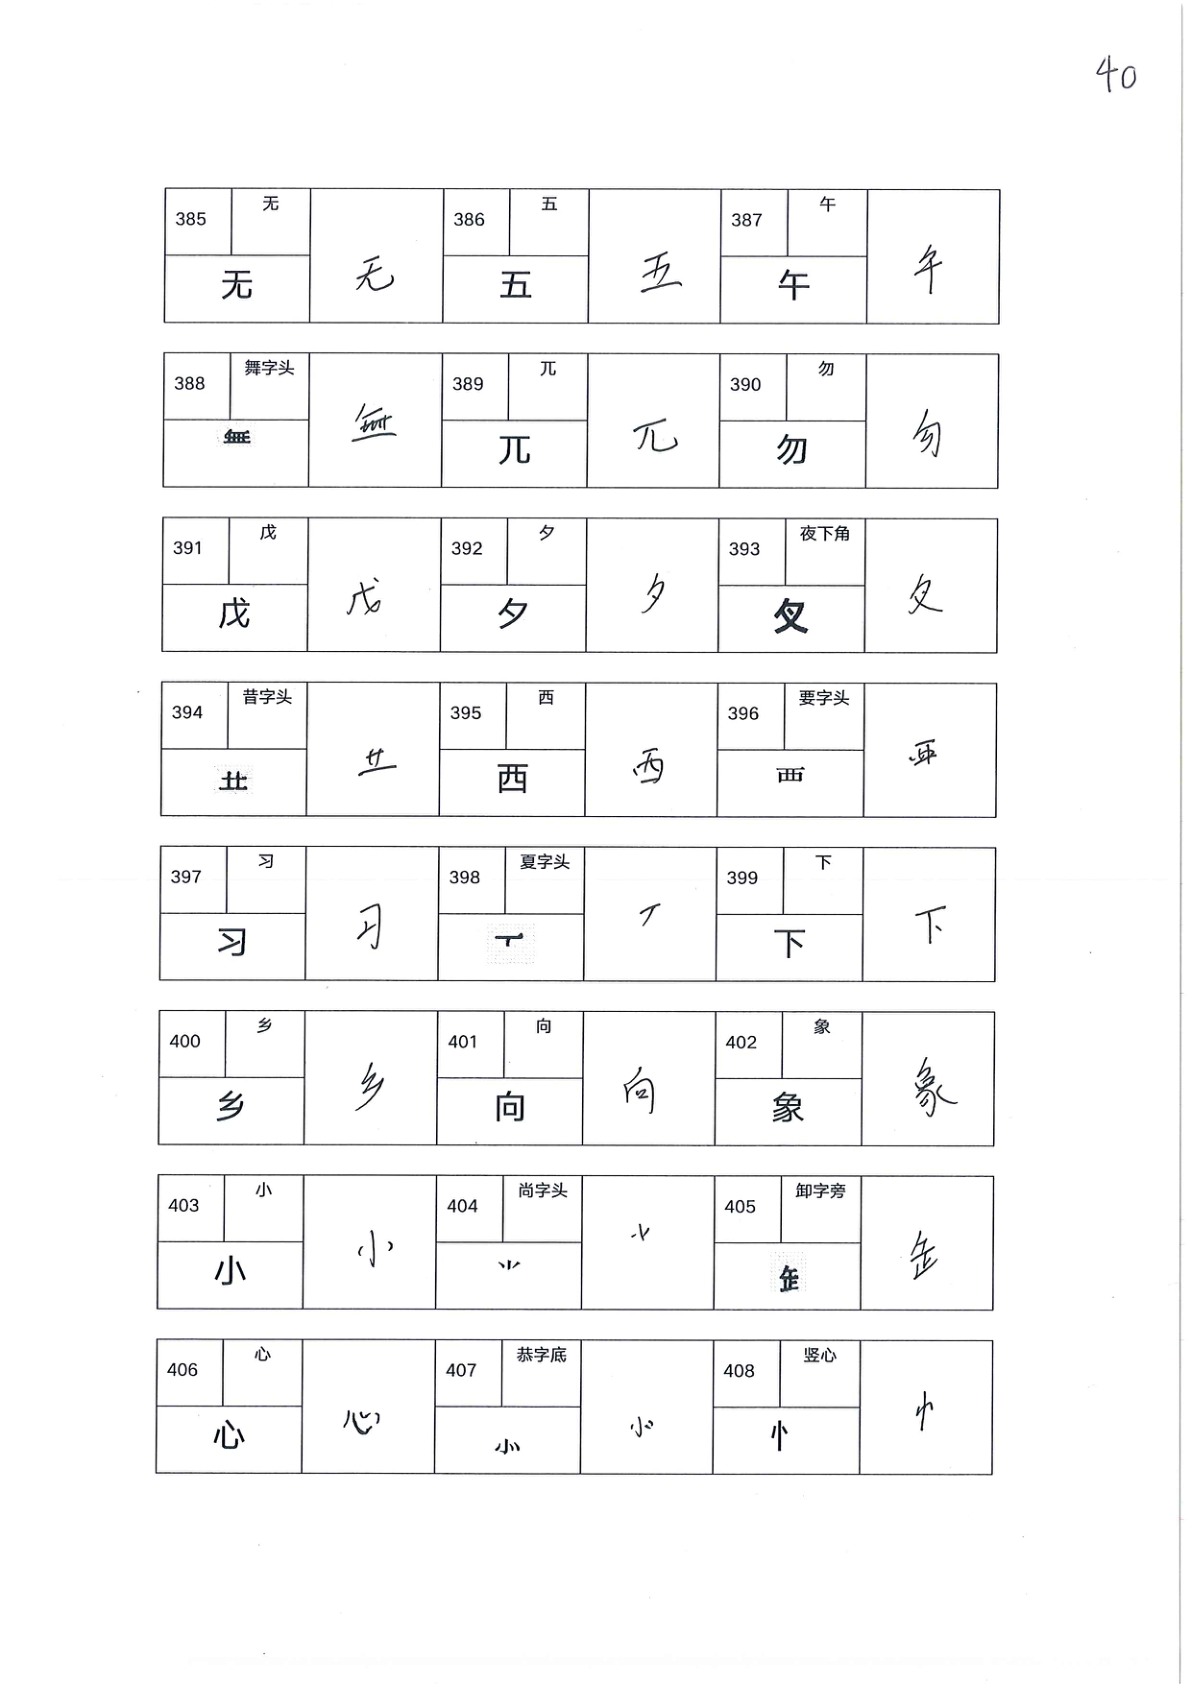 40
385 无 无 无 386 五 五 五 387 午 午 午
388 舞字头 無 389 兀 兀 兀 390 勿 勿 勿
391 戊 戊 戊 392 夕 夕 夕 393 夜下角
394 昔字头 龷 龷 395 西 西 西 396 要字头 覀 覀
397 习 习 习 398 夏字头 丆 丆 399 下 下 下
400 乡 乡 乡 401 向 向 向 402 象 象 象
403 小 小 小 404 尚字头 ⺌ 405 卸字旁
406 心 心 心 407 恭字底 㣺 㣺 408 竖心 忄 忄